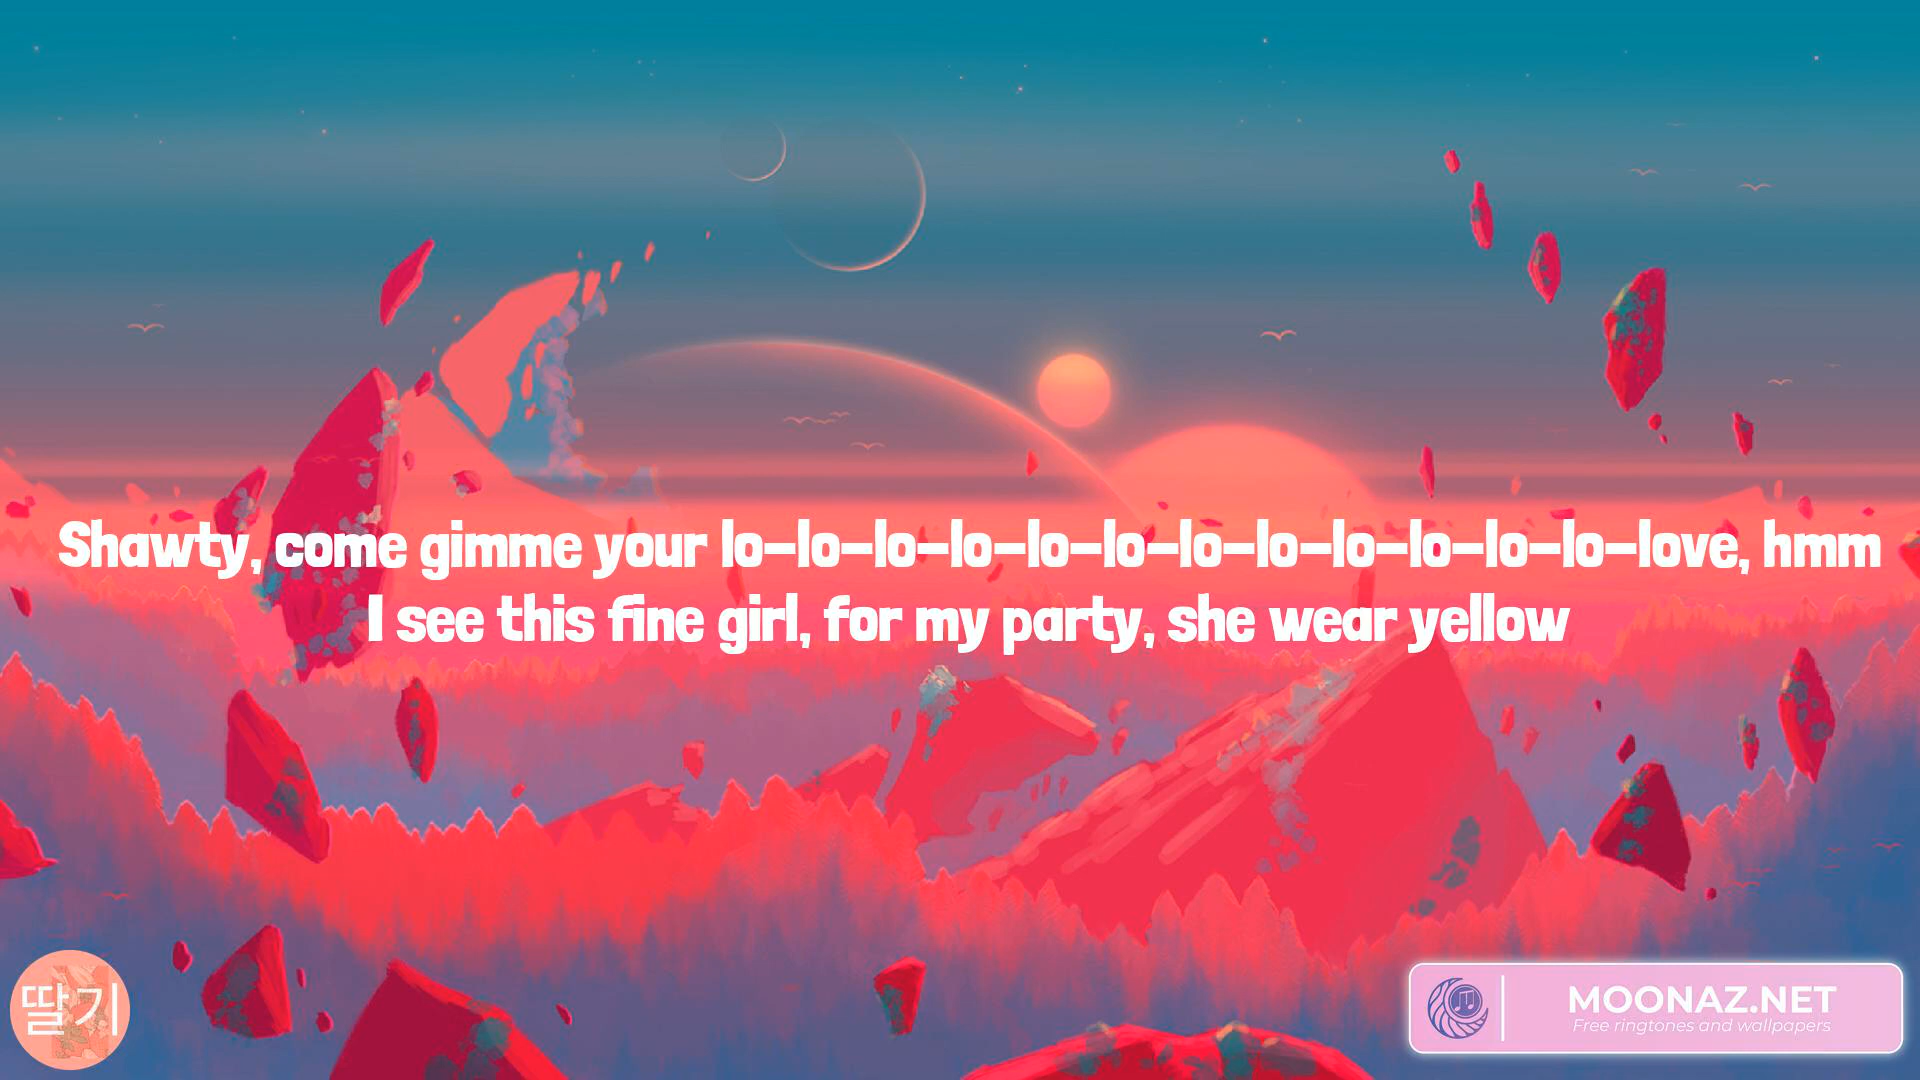 Shawty, come gimme your lo-lo-lo-lo-lo-lo-lo-lo-lo-lo-lo-lo-love, hmm
I see this fine girl, for my party, she wear yellow
딸기
MOONAZ.NET
Free ringtones and wallpapers